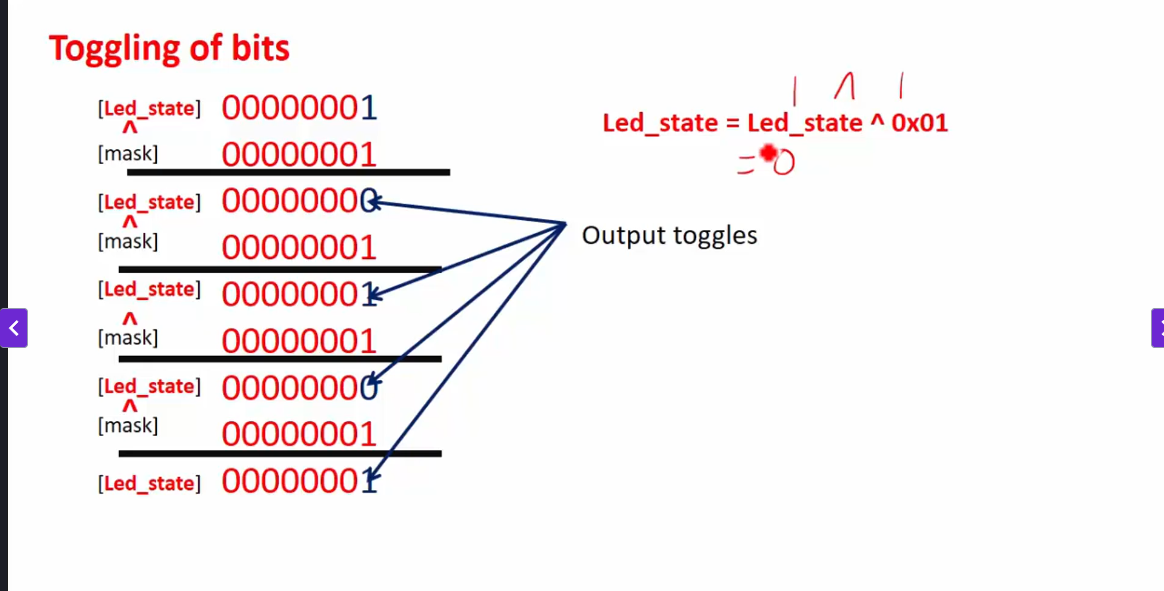 Toggling of bits
[Led_state] 00000001
^
[mask] 00000001
[Led_state] 00000000
^
[mask] 00000001
[Led_state] 00000001
^
[mask] 00000001
[Led_state] 00000000
^
[mask] 00000001
[Led_state] 00000001
1 ^ 1
Led_state = Led_state ^ 0x01
= 0
Output toggles